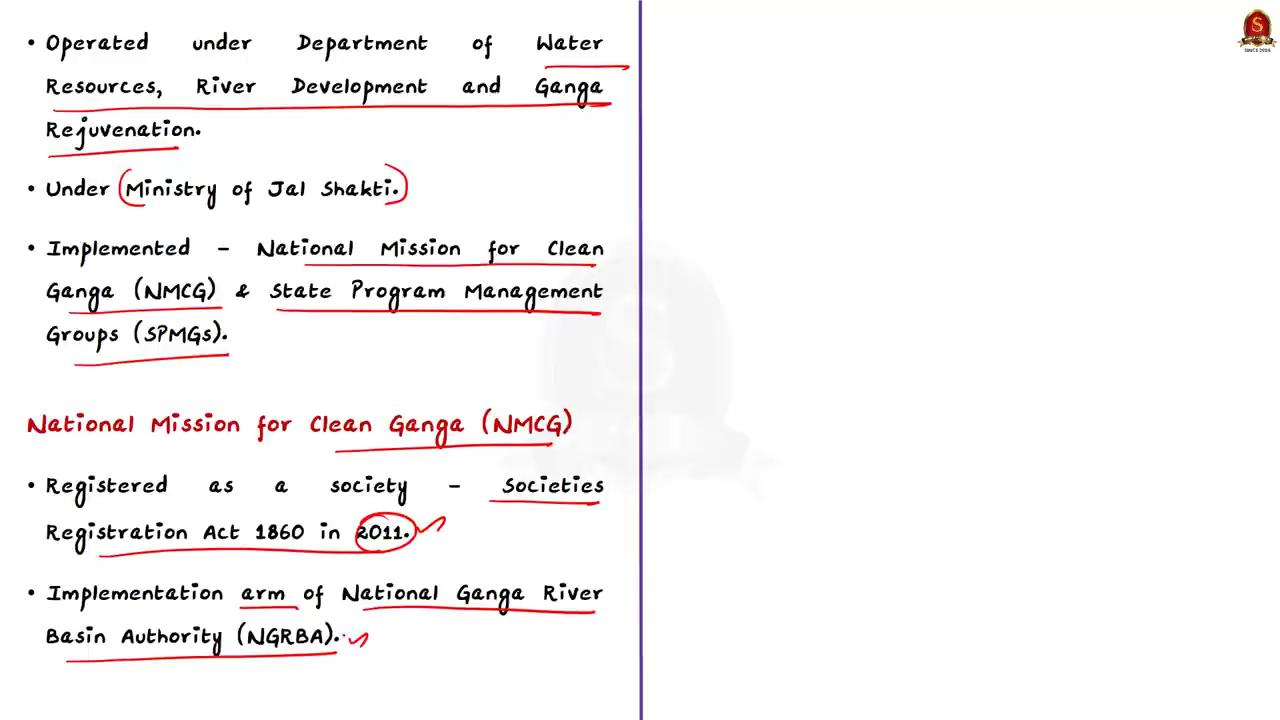 • Operated under Department of Water
Resources, River Development and Ganga
Rejuvenation.
• Under (Ministry of Jal Shakti.)
• Implemented - National Mission for Clean
Ganga (NMCG) & State Program Management
Groups (SPMGs).
National Mission for Clean Ganga (NMCG)
• Registered as a society - Societies
Registration Act 1860 in 2011.
• Implementation arm of National Ganga River
Basin Authority (NGRBA).
S
SINCE 2004